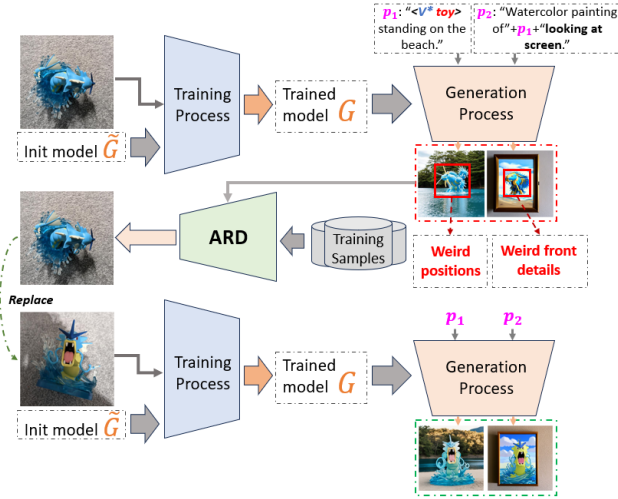 p₁: “<V* toy>
standing on the
beach.”
p₂: “Watercolor painting
of”+p₁+“looking at
screen.”
Training
Process
Trained
model G
Generation
Process
Init model G̃
Weird
positions
Weird front
details
ARD
Training
Samples
Replace
p₁
p₂
Training
Process
Trained
model G
Generation
Process
Init model G̃